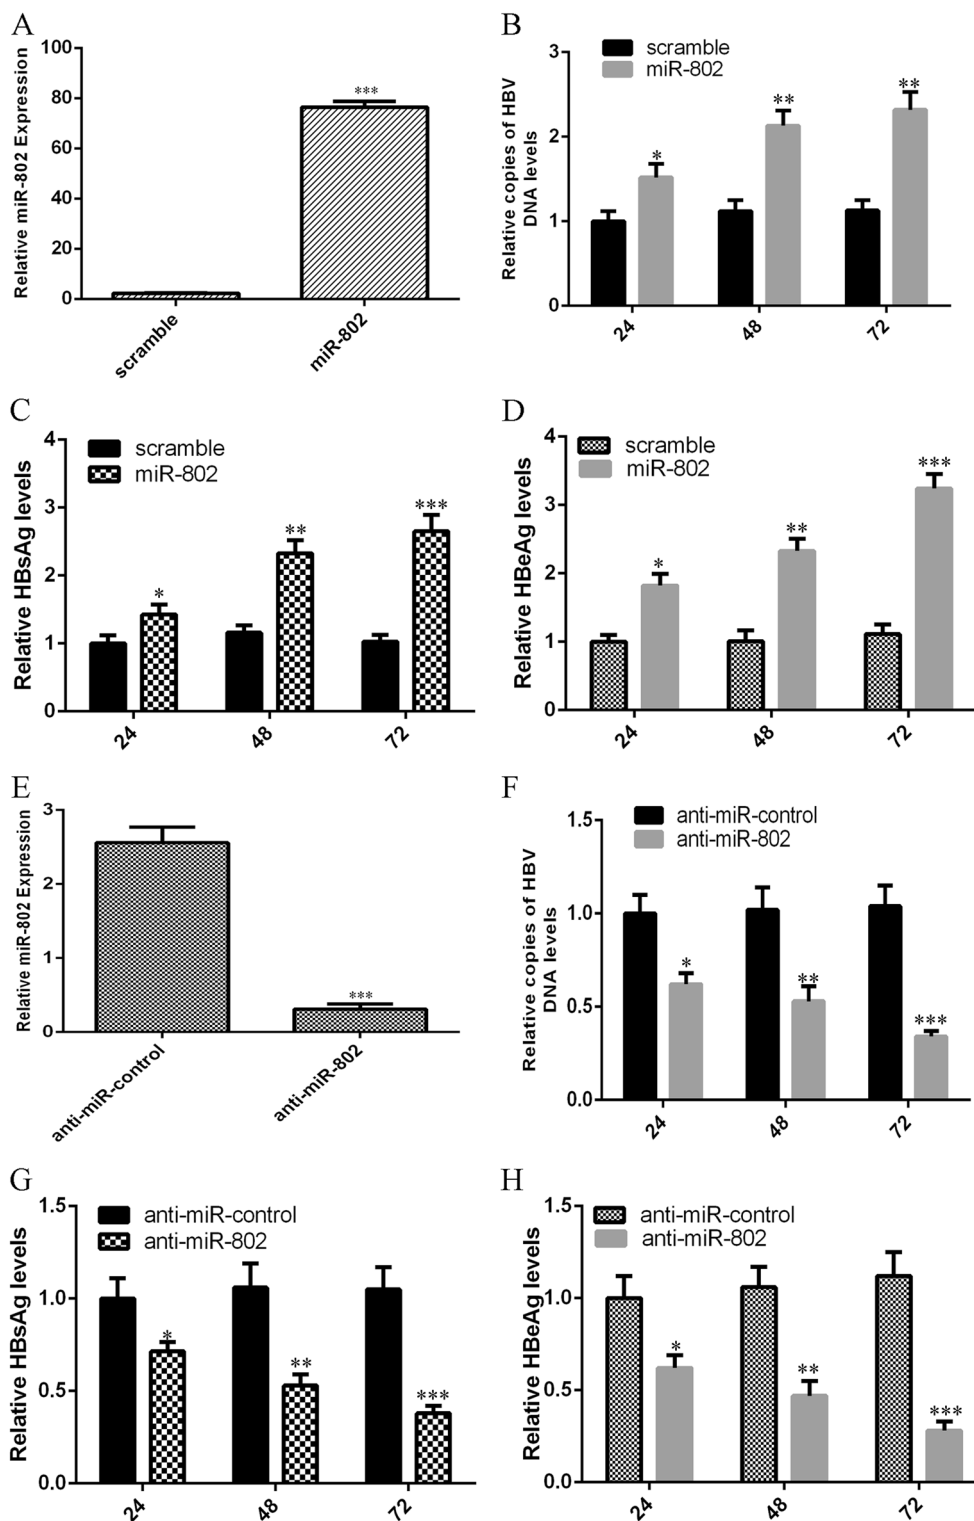 A
Relative miR-802 Expression
100
80
60
40
20
0
***
scramble
miR-802
B
scramble
miR-802
Relative copies of HBV
DNA levels
3
2
1
0
*
**
**
24
48
72
C
scramble
miR-802
Relative HBsAg levels
4
3
2
1
0
*
**
***
24
48
72
D
scramble
miR-802
Relative HBeAg levels
4
3
2
1
0
*
**
***
24
48
72
E
Relative miR-802 Expression
3
2
1
0
***
anti-miR-control
anti-miR-802
F
anti-miR-control
anti-miR-802
Relative copies of HBV
DNA levels
1.5
1.0
0.5
0.0
*
**
***
24
48
72
G
anti-miR-control
anti-miR-802
Relative HBsAg levels
1.5
1.0
0.5
0.0
*
**
***
24
48
72
H
anti-miR-control
anti-miR-802
Relative HBeAg levels
1.5
1.0
0.5
0.0
*
**
***
24
48
72